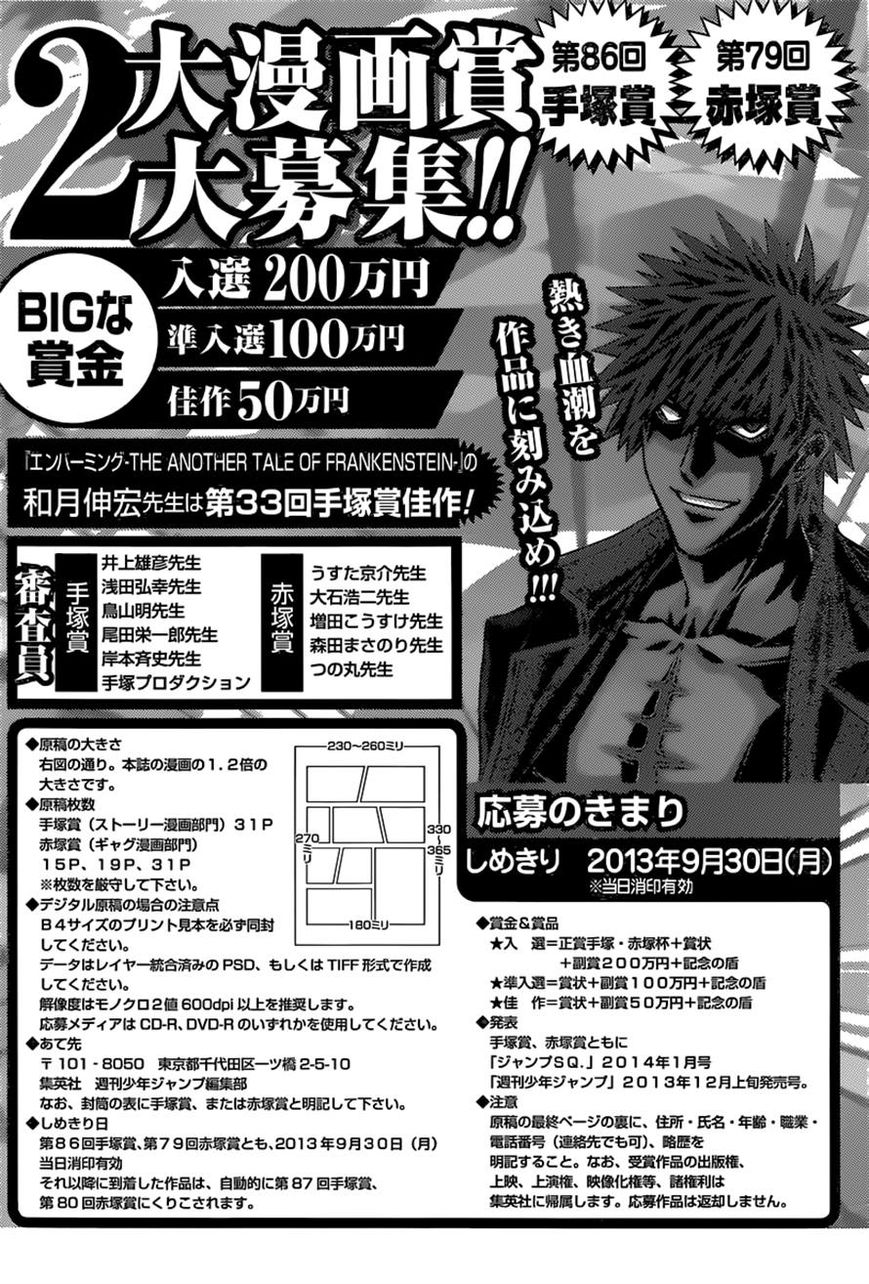 2大漫画賞
大募集!!
第86回
手塚賞
第79回
赤塚賞
BIGな
賞金
入選200万円
準入選100万円
佳作50万円
熱き血潮を
作品に刻み込め!!!
『エンバーミング-THE ANOTHER TALE OF FRANKENSTEIN-』の
和月伸宏先生は第33回手塚賞佳作!
審査員
手塚賞
井上雄彦先生
浅田弘幸先生
鳥山明先生
尾田栄一郎先生
岸本斉史先生
手塚プロダクション
赤塚賞
うすた京介先生
大石浩二先生
増田こうすけ先生
森田まさのり先生
つの丸先生
応募のきまり
しめきり 2013年9月30日(月)
※当日消印有効
◆原稿の大きさ
右図の通り。本誌の漫画の1.2倍の
大きさです。
◆原稿枚数
手塚賞(ストーリー漫画部門)31P
赤塚賞(ギャグ漫画部門)
15P、19P、31P
※枚数を厳守して下さい。
230〜260ミリ
270ミリ
330〜365ミリ
180ミリ
◆デジタル原稿の場合の注意点
B4サイズのプリント見本を必ず同封
してください。
データはレイヤー統合済みのPSD、もしくはTIFF形式で作成
してください。
解像度はモノクロ2値600dpi以上を推奨します。
応募メディアはCD-R、DVD-Rのいずれかを使用してください。
◆あて先
〒101-8050 東京都千代田区一ツ橋2-5-10
集英社 週刊少年ジャンプ編集部
なお、封筒の表に手塚賞、または赤塚賞と明記して下さい。
◆しめきり日
第86回手塚賞、第79回赤塚賞とも、2013年9月30日(月)
当日消印有効
それ以降に到着した作品は、自動的に第87回手塚賞、
第80回赤塚賞にくりこされます。
◆賞金&賞品
★入 選=正賞手塚・赤塚杯+賞状
+副賞200万円+記念の盾
★準入選=賞状+副賞100万円+記念の盾
★佳 作=賞状+副賞50万円+記念の盾
◆発表
手塚賞、赤塚賞ともに
「ジャンプSQ.」2014年1月号
「週刊少年ジャンプ」2013年12月上旬発売号。
◆注意
原稿の最終ページの裏に、住所・氏名・年齢・職業・
電話番号(連絡先でも可)、略歴を
明記すること。なお、受賞作品の出版権、
上映、上演権、映像化権等、諸権利は
集英社に帰属します。応募作品は返却しません。